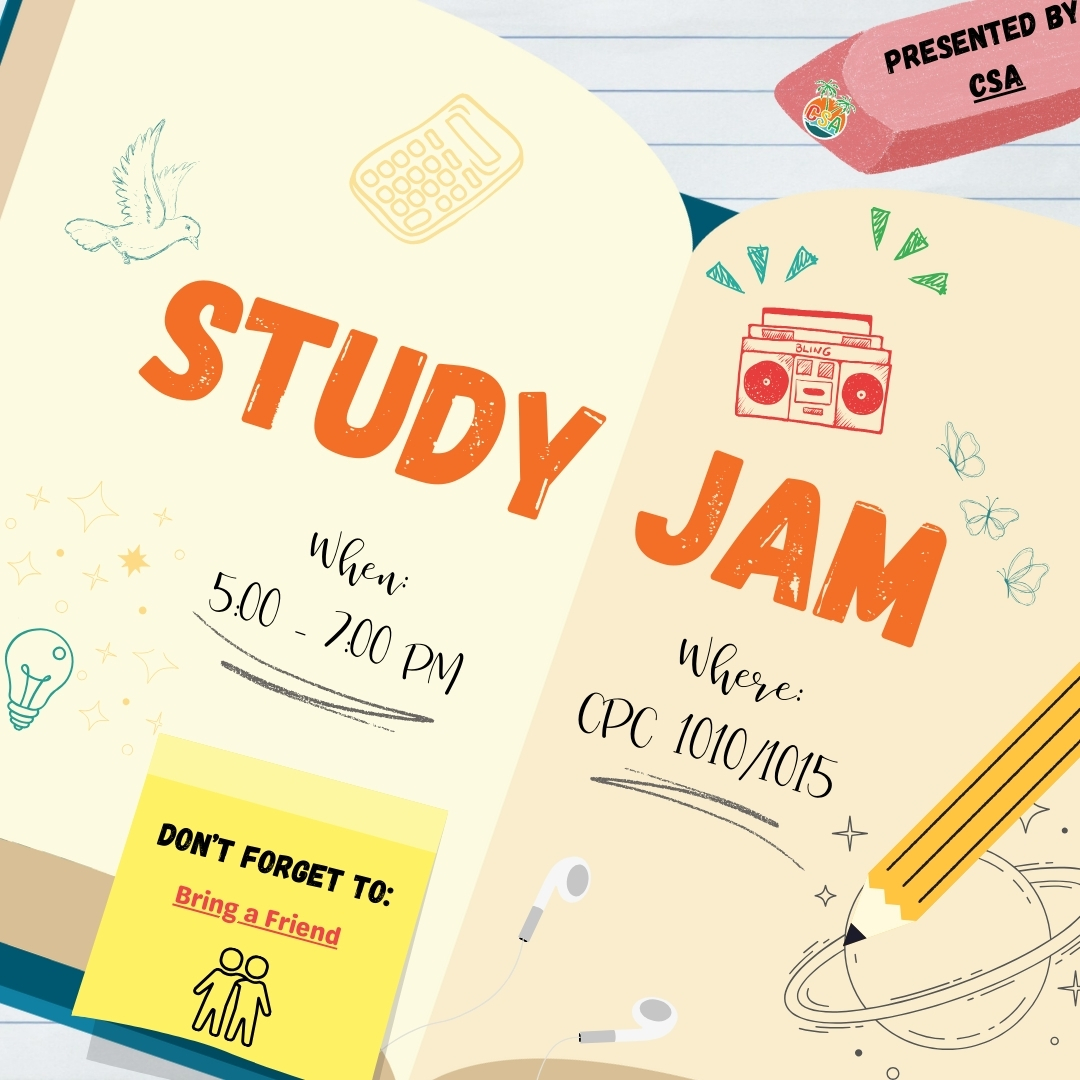 PRESENTED BY
CSA
CSA
BLING
STUDY
JAM
When:
5:00 - 7:00 PM
Where:
CPC 1010/1015
DON'T FORGET TO:
Bring a Friend